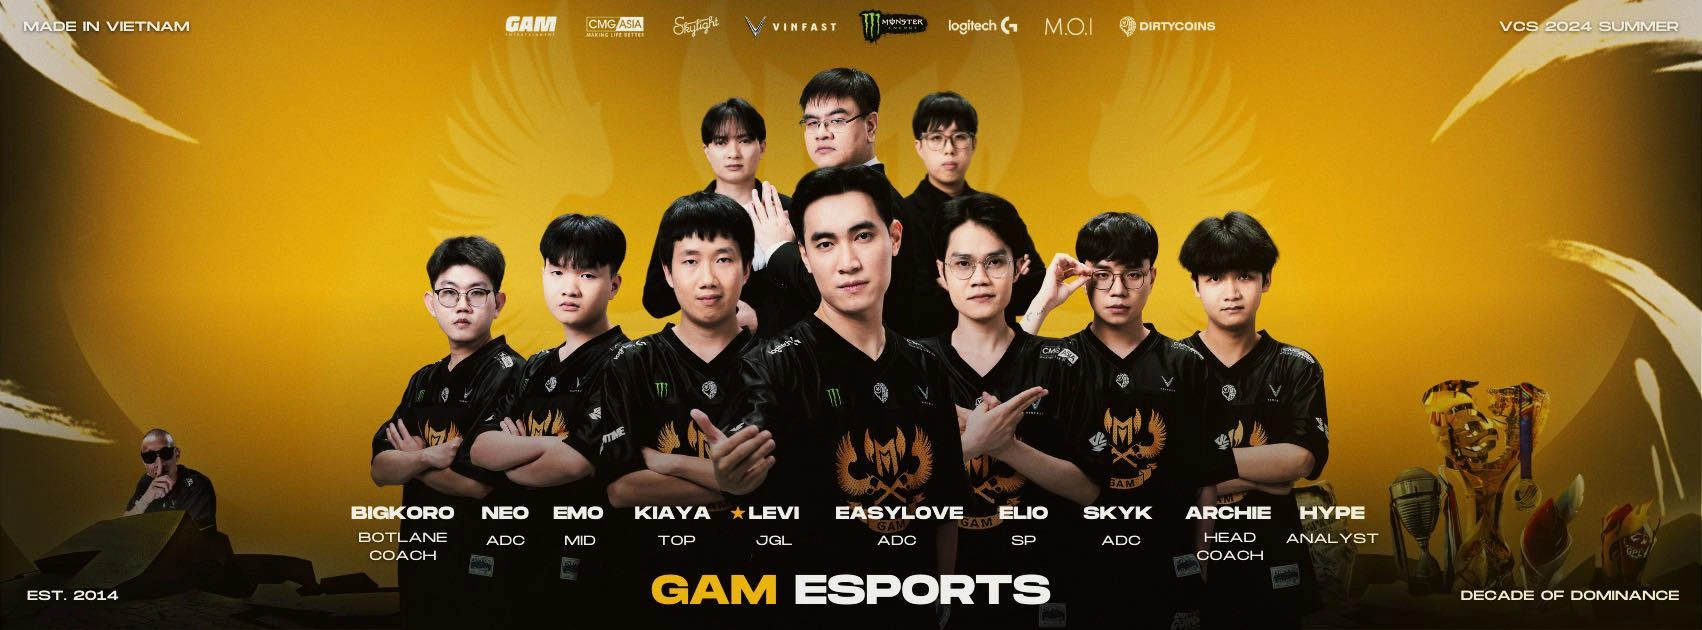 MADE IN VIETNAM
GAM
ENTERTAINMENT
CMG ASIA
MAKING LIFE BETTER
Skylight
VINFAST
MONSTER
ENERGY
logitech G
M.O.I
DIRTYCOINS
VCS 2024 SUMMER
BIGKORO
BOTLANE
COACH
NEO
ADC
EMO
MID
KIAYA
TOP
★LEVI
JGL
EASYLOVE
ADC
ELIO
SP
SKYK
ADC
ARCHIE
HEAD
COACH
HYPE
ANALYST
EST. 2014
GAM ESPORTS
DECADE OF DOMINANCE